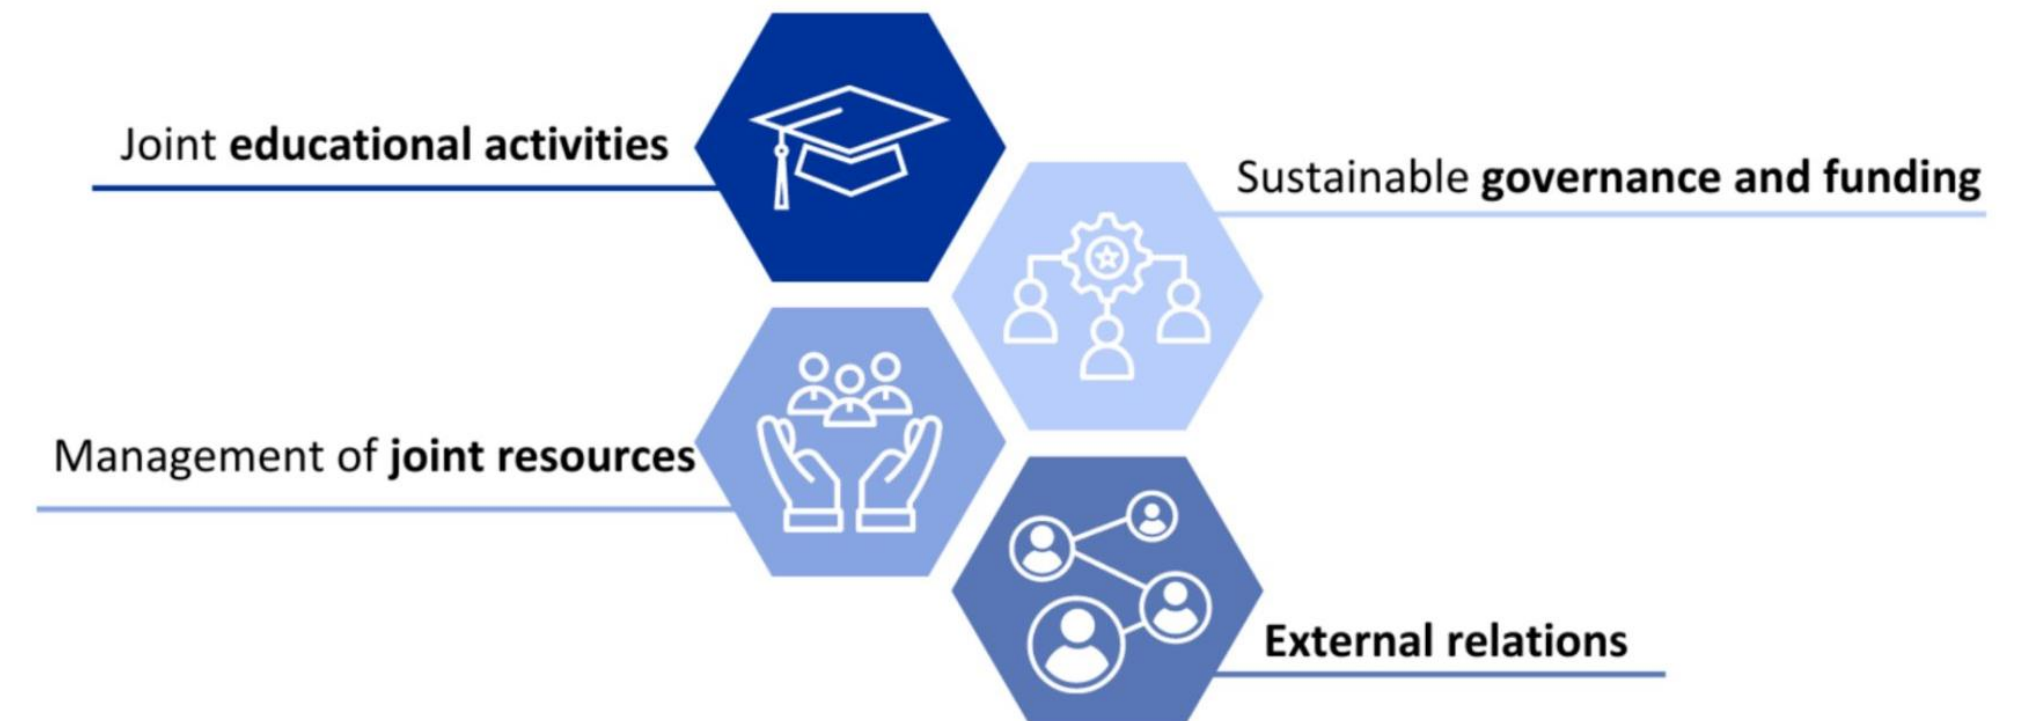 Joint educational activities
Sustainable governance and funding
Management of joint resources
External relations